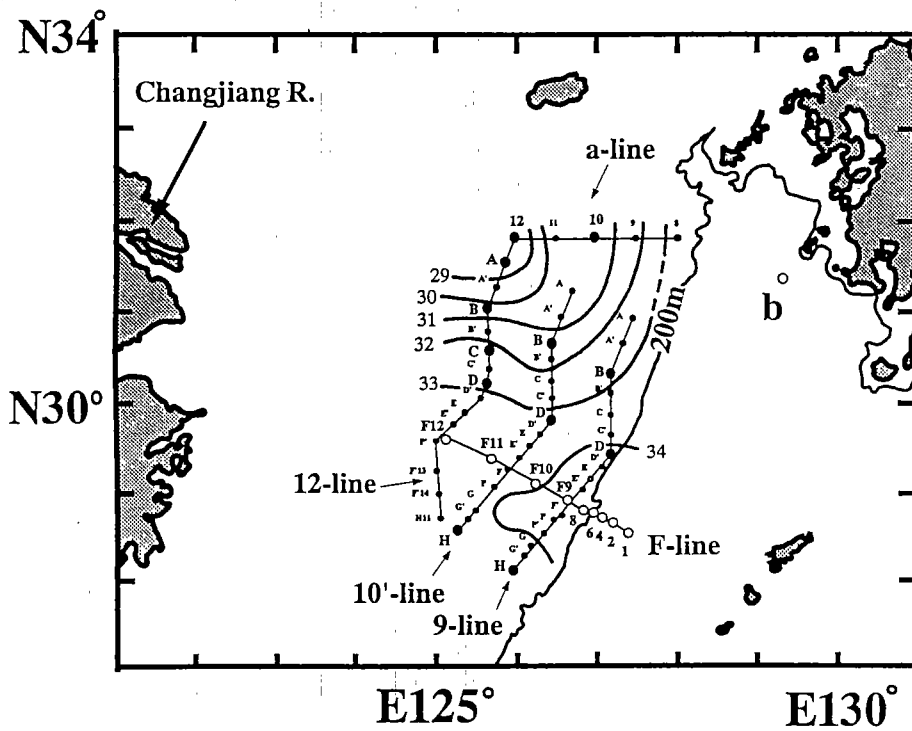 N34°
Changjiang R.
a-line
12 11 10 9 8
A
A'
29
A
30
B
A'
b
31
A
B'
B
A'
200m
32
C
B'
C'
B
C
33
D
D'
C'
C
N30°
E
D
D'
C'
F12
E
D
34
F'
E'
D'
F11
F13
F10
E'
12-line
F9
F14
G
G'
F
H11
8 6 4 2 1
F-line
H
G
G'
H
10'-line
9-line
E125°
E130°